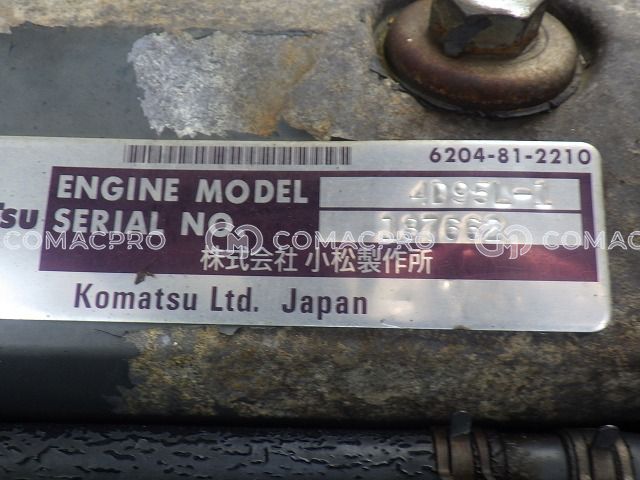 6204-81-2210
ENGINE MODEL 4D95L-1
tsu SERIAL NO. 187662
COMACPRO COMACPRO COMACPRO
株式会社 小松製作所
Komatsu Ltd. Japan